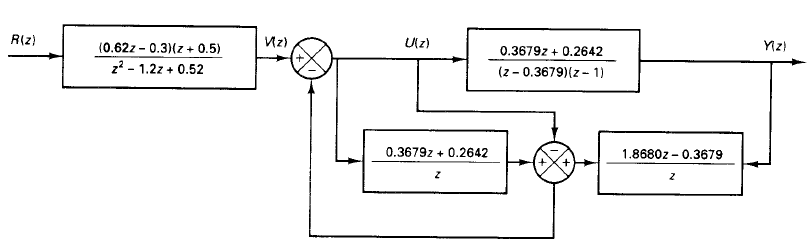 R(z)
(0.62z – 0.3)(z + 0.5)
z² – 1.2z + 0.52
V(z)
+
–
U(z)
0.3679z + 0.2642
(z – 0.3679)(z – 1)
Y(z)
0.3679z + 0.2642
z
–
+ +
1.8680z – 0.3679
z